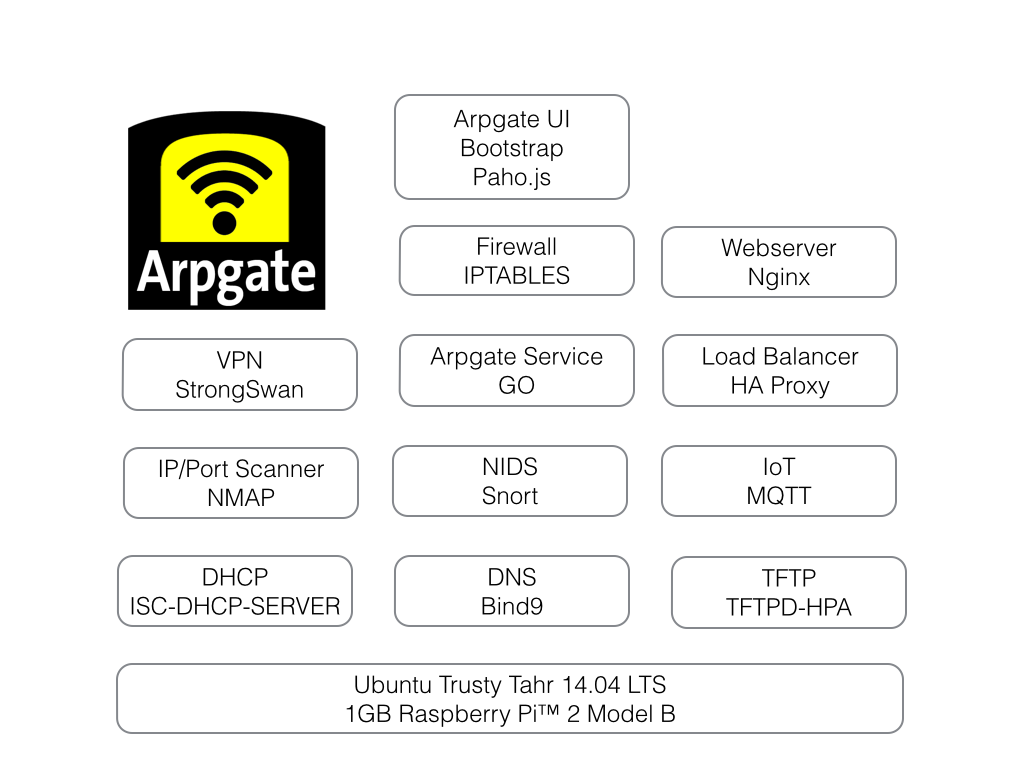 Arpgate
Arpgate UI
Bootstrap
Paho.js
Firewall
IPTABLES
Webserver
Nginx
VPN
StrongSwan
Arpgate Service
GO
Load Balancer
HA Proxy
IP/Port Scanner
NMAP
NIDS
Snort
IoT
MQTT
DHCP
ISC-DHCP-SERVER
DNS
Bind9
TFTP
TFTPD-HPA
Ubuntu Trusty Tahr 14.04 LTS
1GB Raspberry Pi™ 2 Model B